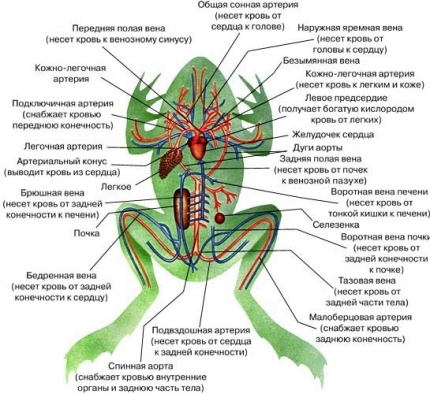 Общая сонная артерия
(несет кровь от
сердца к голове)
Передняя полая вена
(несет кровь к венозному синусу)
Кожно-легочная
артерия
Подключичная артерия
(снабжает кровью
переднюю конечность)
Легочная артерия
Артериальный конус
(выводит кровь из сердца)
Легкое
Брюшная вена
(несет кровь от задней
конечности к печени)
Почка
Бедренная вена
(несет кровь от задней
конечности к сердцу)
Спинная аорта
(снабжает кровью внутренние
органы и заднюю часть тела)
Подвздошная артерия
(несет кровь от сердца
к задней конечности)
Наружная яремная вена
(несет кровь от
головы к сердцу)
Безымянная вена
Кожно-легочная артерия
(несет кровь к легким и коже)
Левое предсердие
(получает богатую кислородом
кровь от легких)
Желудочек сердца
Дуги аорты
Задняя полая вена
(несет кровь от почек
к венозной пазухе)
Воротная вена печени
(несет кровь от
тонкой кишки к печени)
Селезенка
Воротная вена почки
(несет кровь от
задней конечности
к почке)
Тазовая вена
(несет кровь от
задней части тела)
Малоберцовая артерия
(снабжает кровью
заднюю конечность)